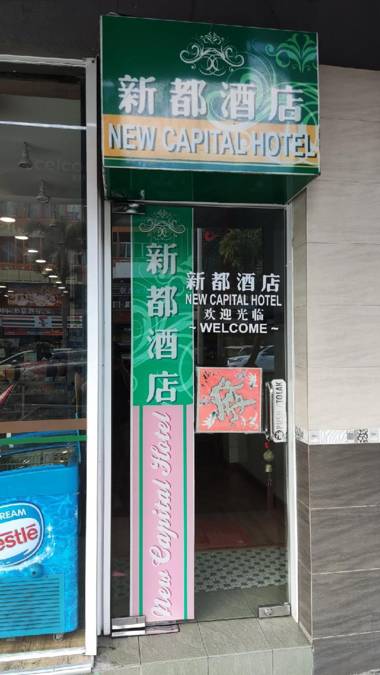 新都酒店
NEW CAPITAL HOTEL
新都酒店
New Capital Hotel
新都酒店
NEW CAPITAL HOTEL
欢迎光临
~ WELCOME ~
TOLAK
CREAM
Nestlé